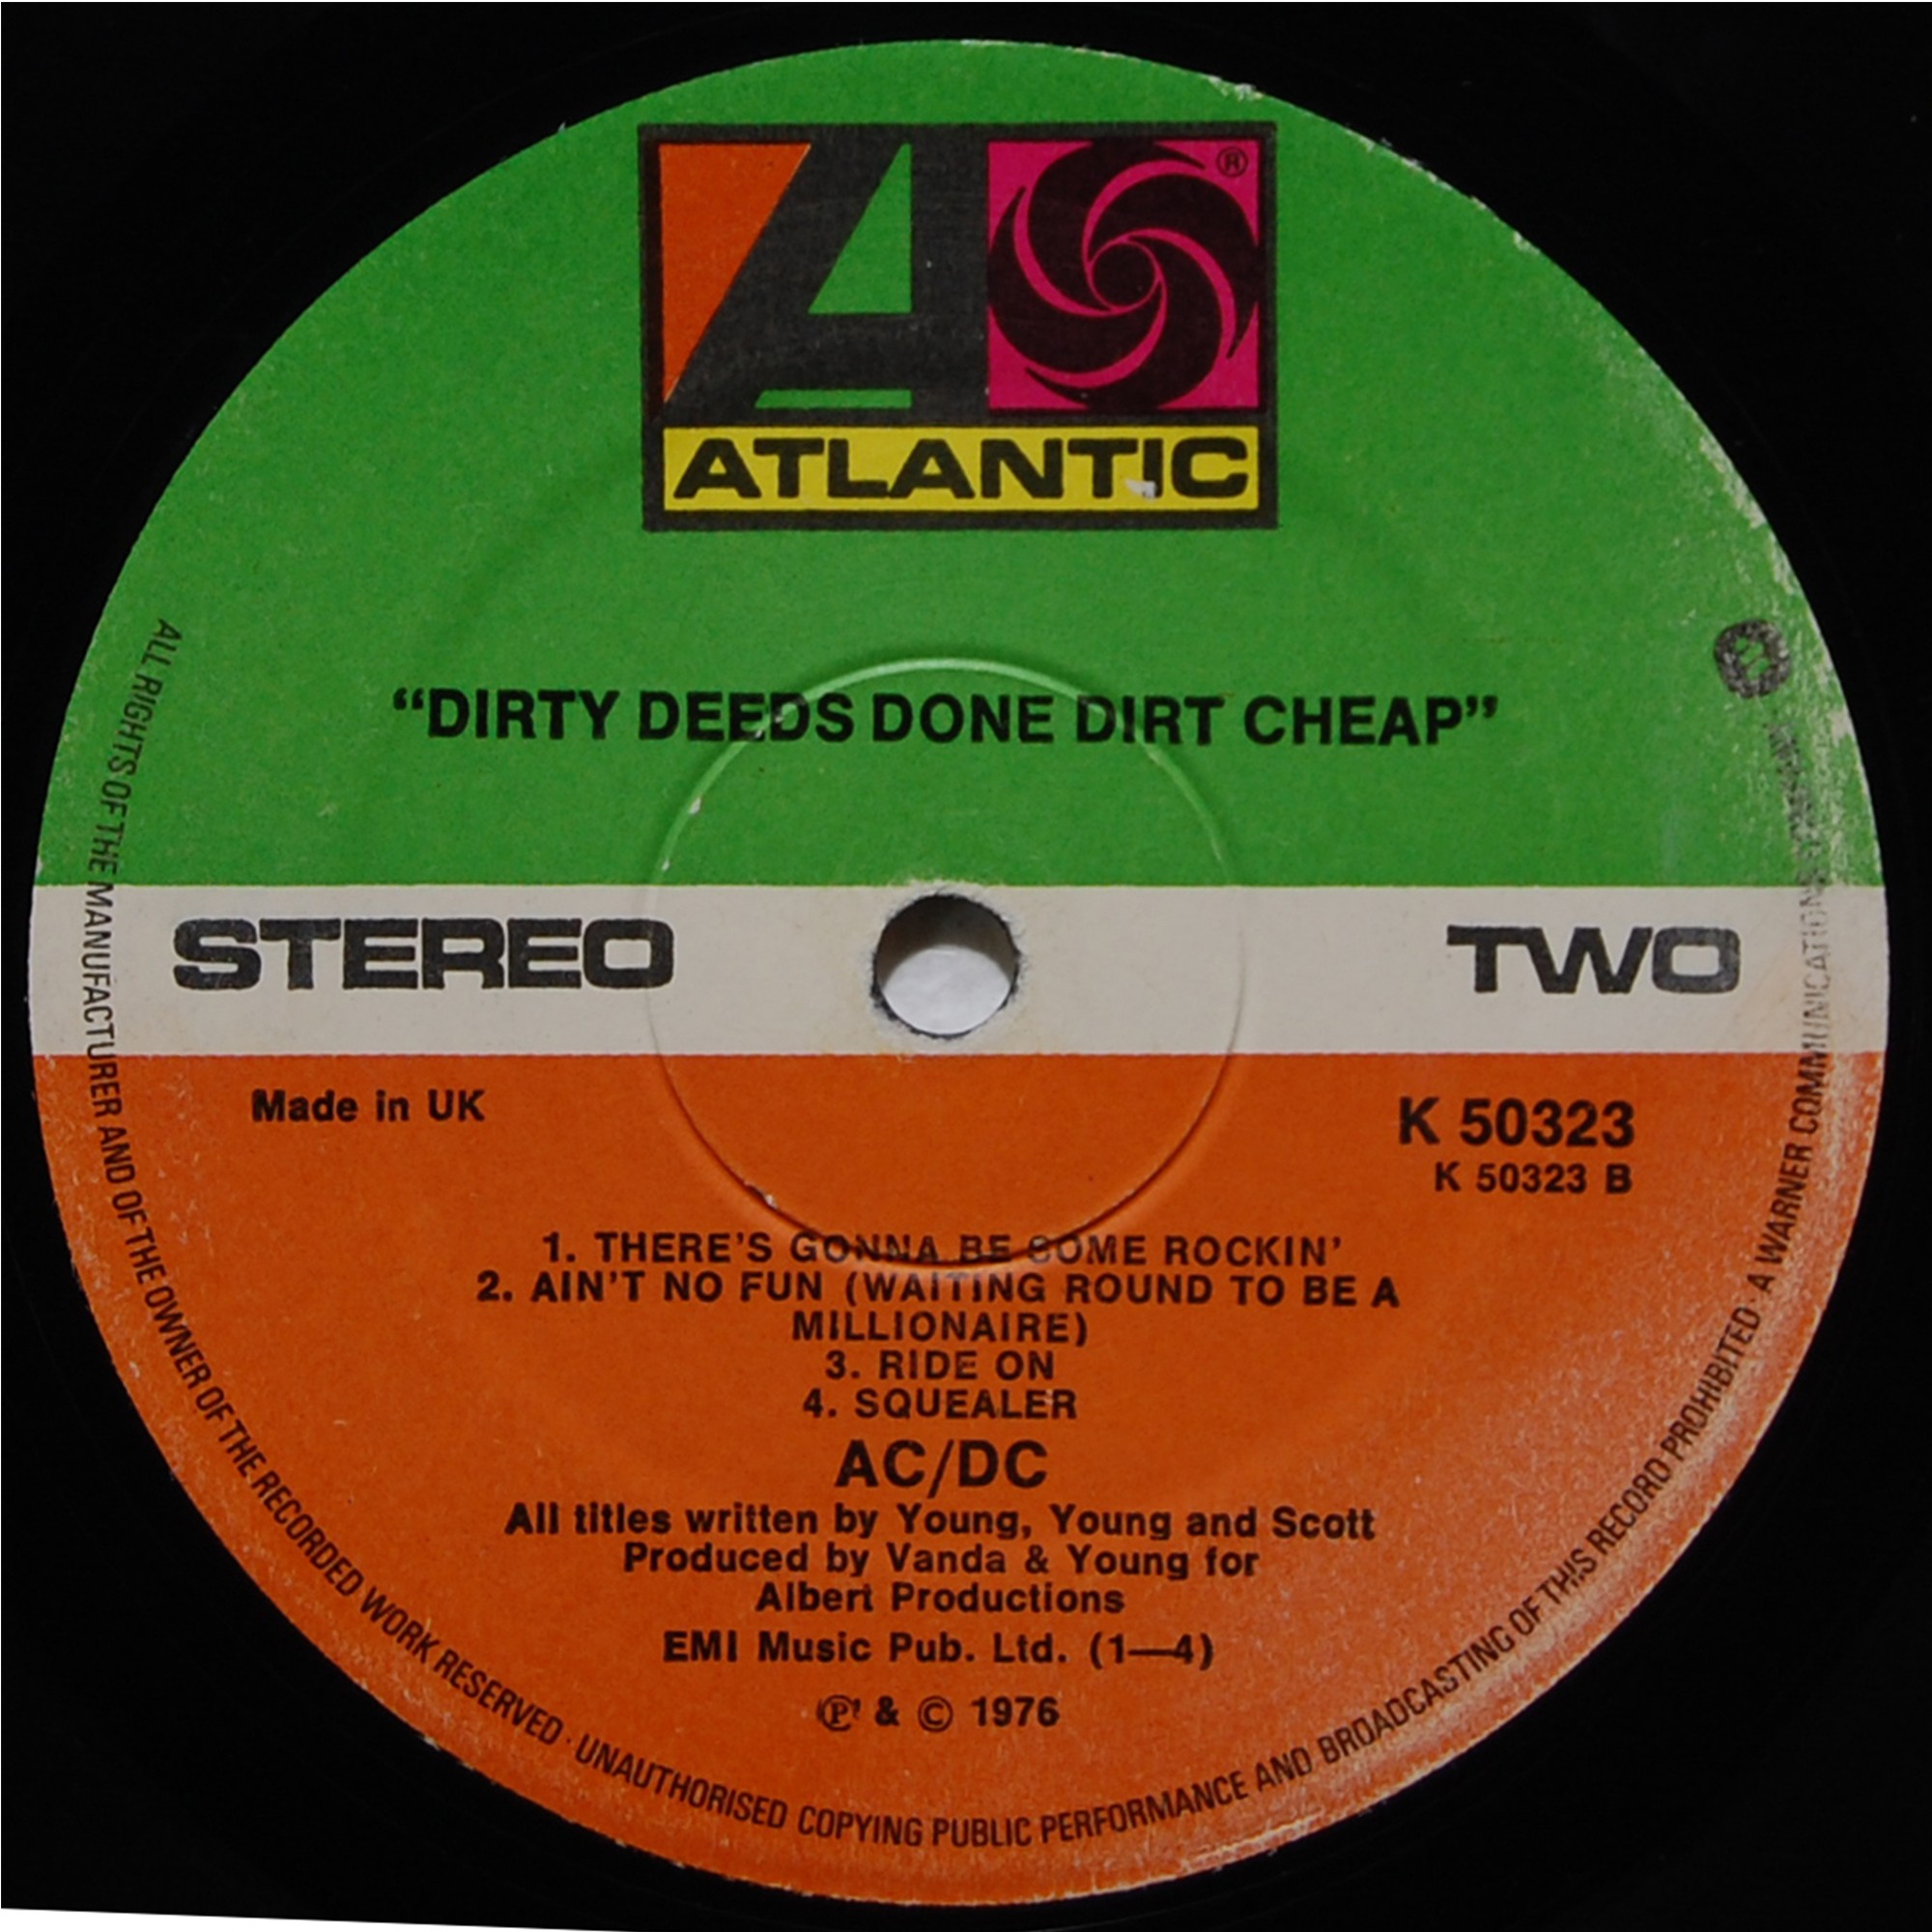 ®
ATLANTIC
“DIRTY DEEDS DONE DIRT CHEAP”
STEREO
TWO
Made in UK
K 50323
K 50323 B
1. THERE'S GONNA BE SOME ROCKIN'
2. AIN'T NO FUN (WAITING ROUND TO BE A
MILLIONAIRE)
3. RIDE ON
4. SQUEALER
AC/DC
All titles written by Young, Young and Scott
Produced by Vanda & Young for
Albert Productions
EMI Music Pub. Ltd. (1—4)
℗ & © 1976
ALL RIGHTS OF THE MANUFACTURER AND OF THE OWNER OF THE RECORDED WORK RESERVED · UNAUTHORISED COPYING PUBLIC PERFORMANCE AND BROADCASTING OF THIS RECORD PROHIBITED · A WARNER COMMUNICATIONS